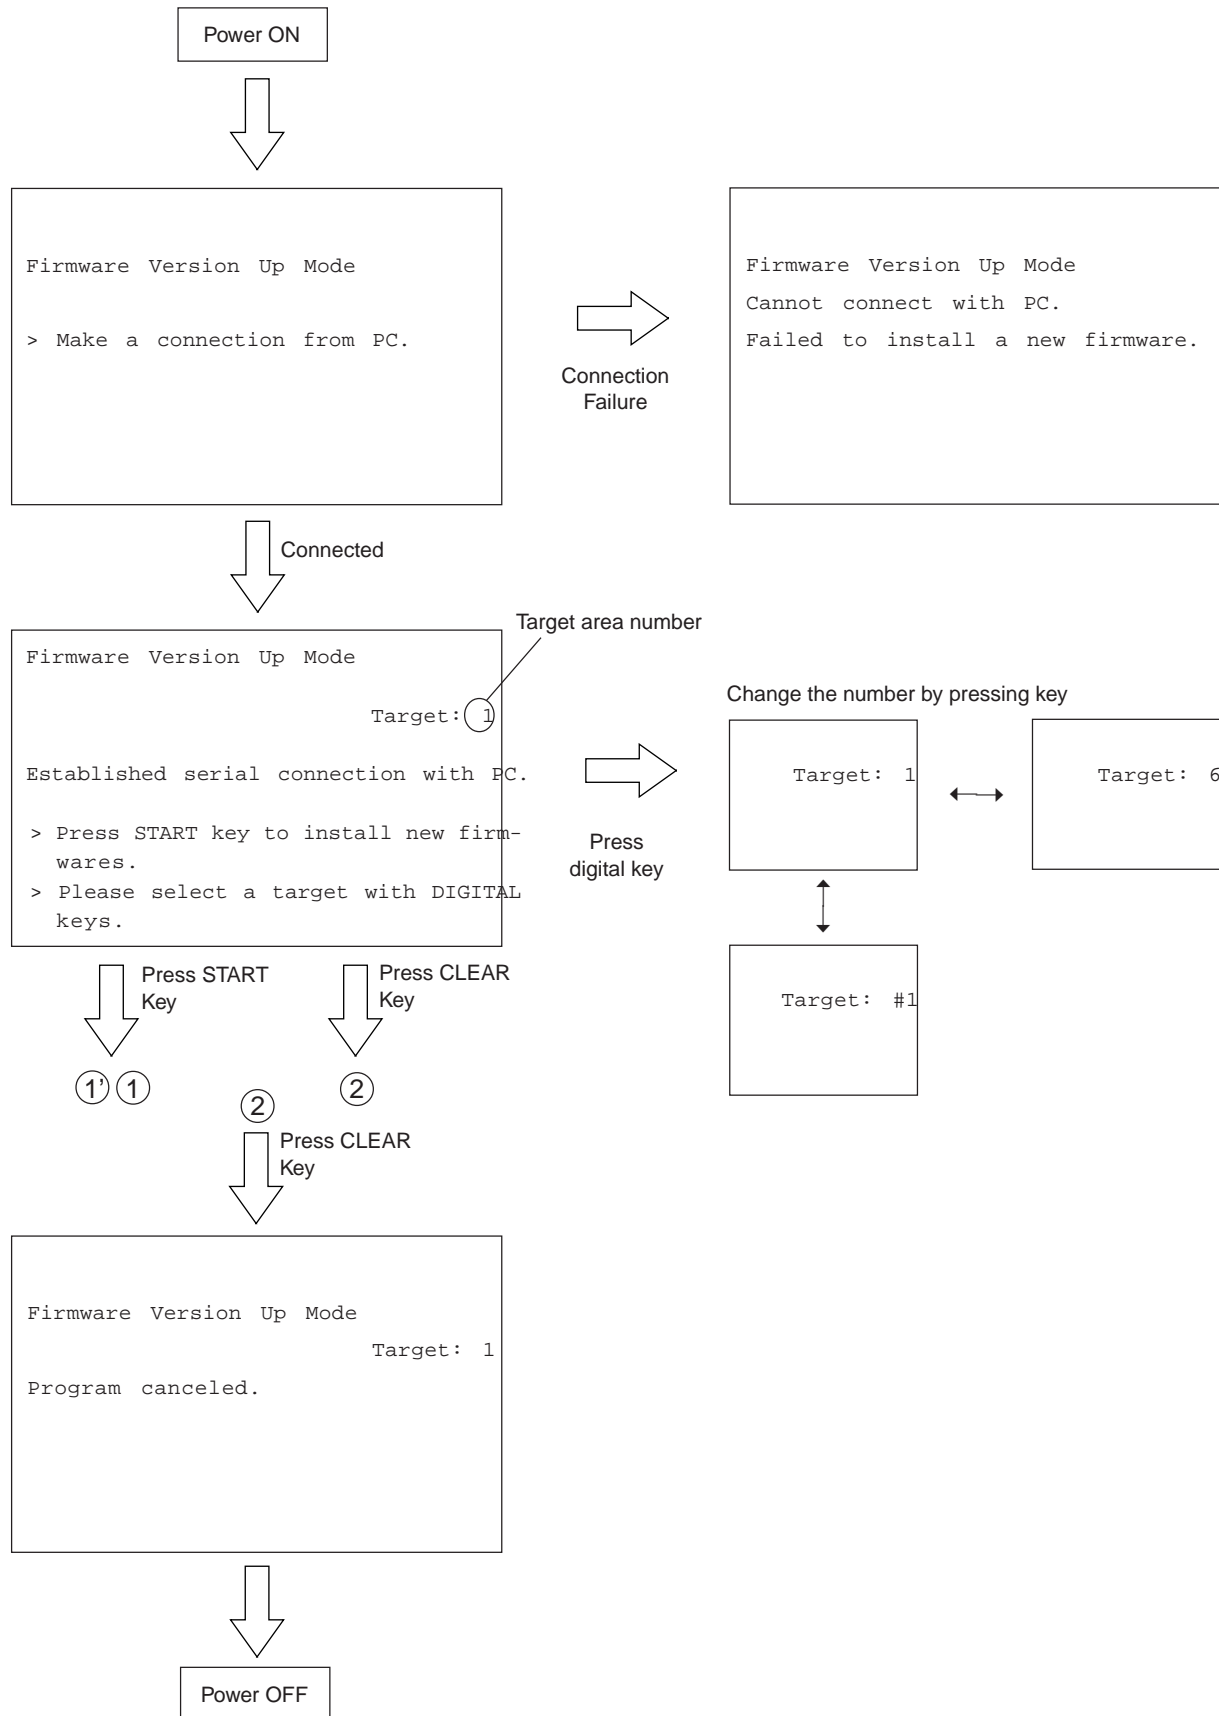 Power ON
Firmware Version Up Mode
> Make a connection from PC.
Connection
Failure
Firmware Version Up Mode
Cannot connect with PC.
Failed to install a new firmware.
Connected
Target area number
Firmware Version Up Mode
Target: 1
Established serial connection with PC.
> Press START key to install new firm-
wares.
> Please select a target with DIGITAL
keys.
Press
digital key
Change the number by pressing key
Target: 1
Target: 6
Target: #1
Press START
Key
Press CLEAR
Key
1' 1
2
2
Press CLEAR
Key
Firmware Version Up Mode
Target: 1
Program canceled.
Power OFF